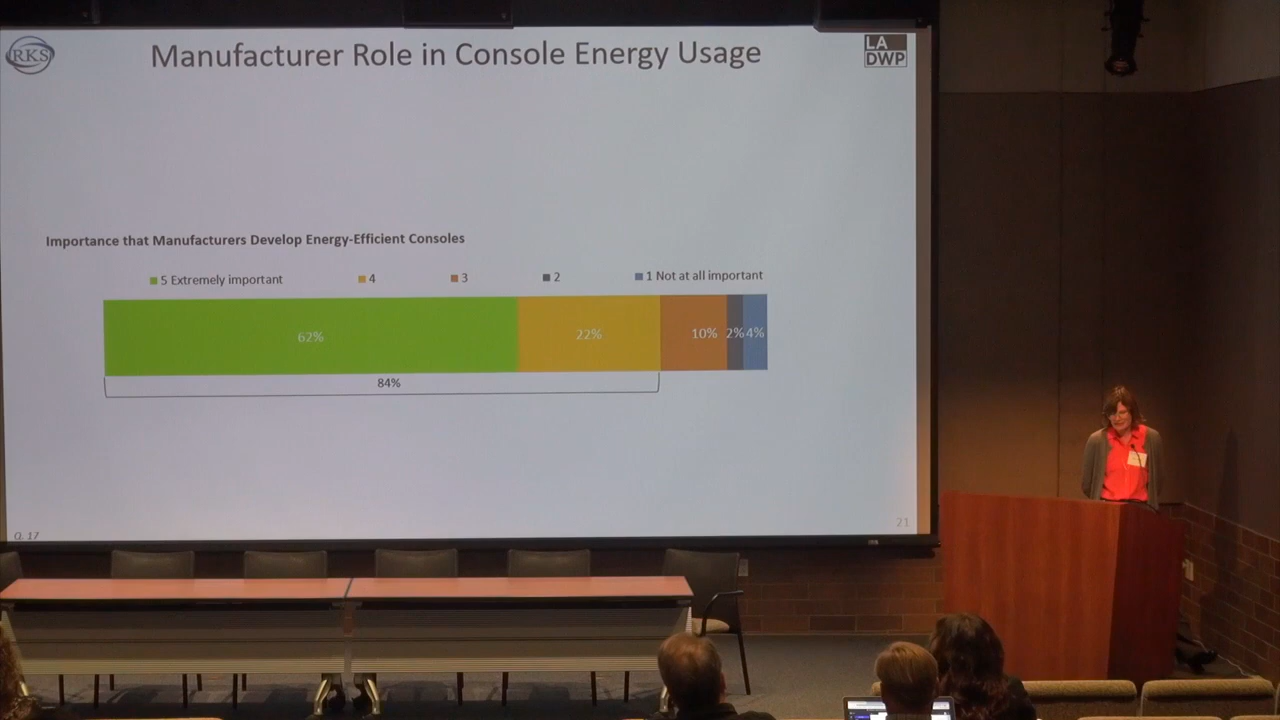 RKS
Manufacturer Role in Console Energy Usage
LA
DWP
Importance that Manufacturers Develop Energy-Efficient Consoles
5 Extremely important 4 3 2 1 Not at all important
62% 22% 10% 2% 4%
84%
Q. 17
21